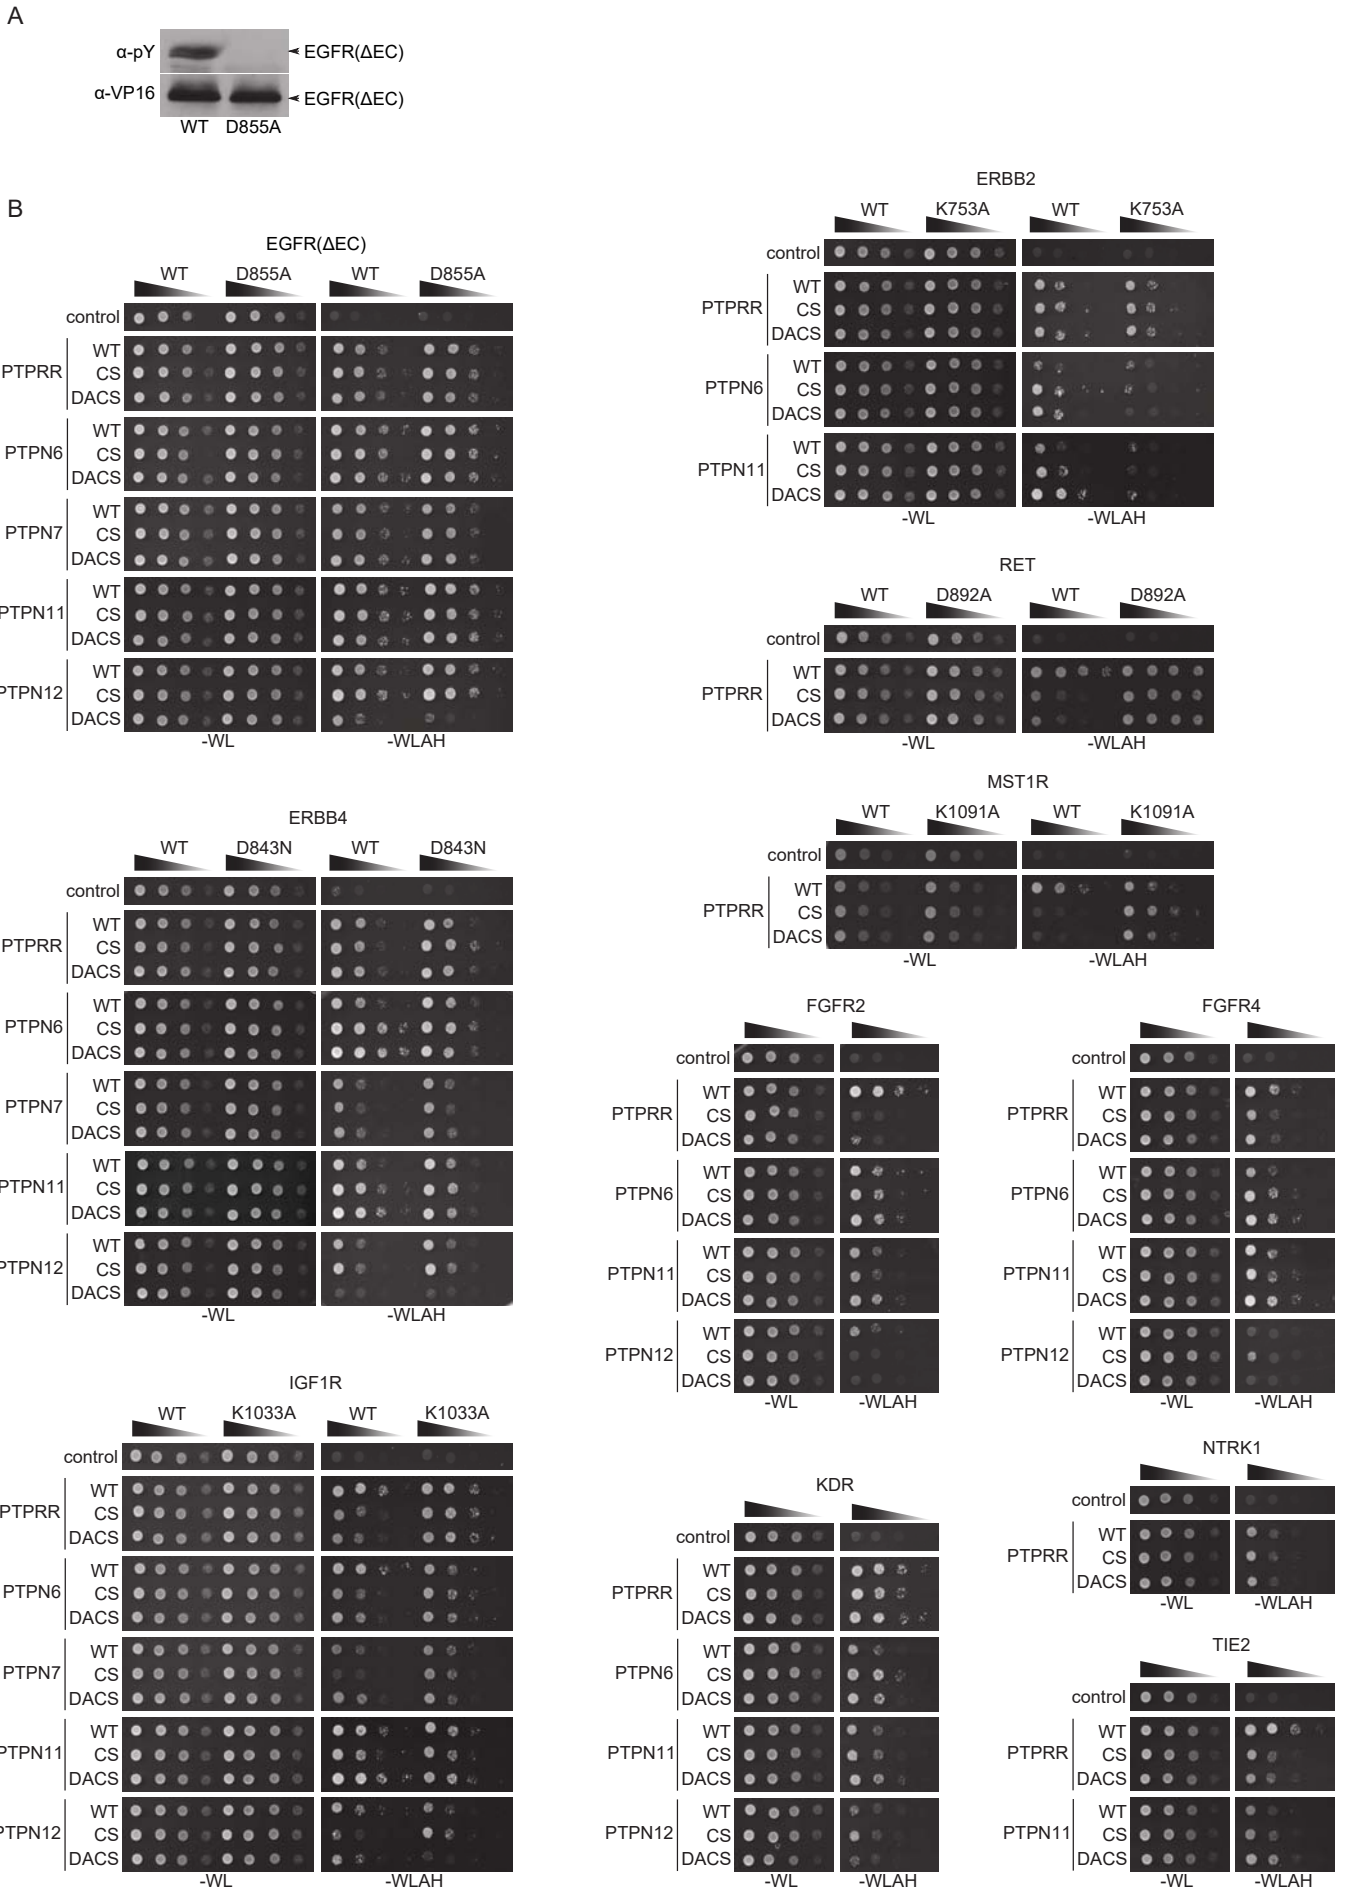 A
α-pY
EGFR(ΔEC)
α-VP16
EGFR(ΔEC)
WT D855A
B
EGFR(ΔEC)
WT D855A WT D855A
control
PTPRR
WT
CS
DACS
PTPN6
WT
CS
DACS
PTPN7
WT
CS
DACS
PTPN11
WT
CS
DACS
PTPN12
WT
CS
DACS
-WL -WLAH
ERBB4
WT D843N WT D843N
control
PTPRR
WT
CS
DACS
PTPN6
WT
CS
DACS
PTPN7
WT
CS
DACS
PTPN11
WT
CS
DACS
PTPN12
WT
CS
DACS
-WL -WLAH
IGF1R
WT K1033A WT K1033A
control
PTPRR
WT
CS
DACS
PTPN6
WT
CS
DACS
PTPN7
WT
CS
DACS
PTPN11
WT
CS
DACS
PTPN12
WT
CS
DACS
-WL -WLAH
ERBB2
WT K753A WT K753A
control
PTPRR
WT
CS
DACS
PTPN6
WT
CS
DACS
PTPN11
WT
CS
DACS
-WL -WLAH
RET
WT D892A WT D892A
control
PTPRR
WT
CS
DACS
-WL -WLAH
MST1R
WT K1091A WT K1091A
control
PTPRR
WT
CS
DACS
-WL -WLAH
FGFR2
control
PTPRR
WT
CS
DACS
PTPN6
WT
CS
DACS
PTPN11
WT
CS
DACS
PTPN12
WT
CS
DACS
-WL -WLAH
FGFR4
control
PTPRR
WT
CS
DACS
PTPN6
WT
CS
DACS
PTPN11
WT
CS
DACS
PTPN12
WT
CS
DACS
-WL -WLAH
KDR
control
PTPRR
WT
CS
DACS
PTPN6
WT
CS
DACS
PTPN11
WT
CS
DACS
PTPN12
WT
CS
DACS
-WL -WLAH
NTRK1
control
PTPRR
WT
CS
DACS
-WL -WLAH
TIE2
control
PTPRR
WT
CS
DACS
PTPN11
WT
CS
DACS
-WL -WLAH